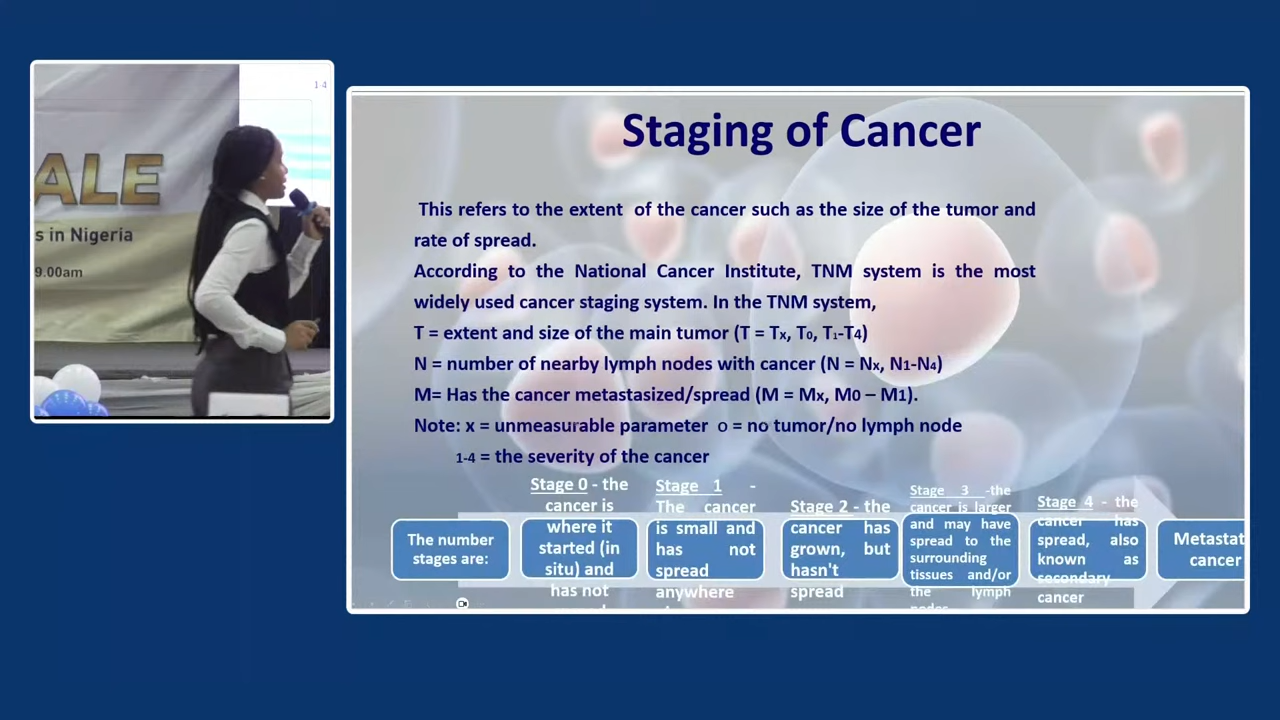 1-4
ALE
s in Nigeria
9.00am
Staging of Cancer
This refers to the extent of the cancer such as the size of the tumor and
rate of spread.
According to the National Cancer Institute, TNM system is the most
widely used cancer staging system. In the TNM system,
T = extent and size of the main tumor (T = Tx, T0, T1-T4)
N = number of nearby lymph nodes with cancer (N = Nx, N1-N4)
M= Has the cancer metastasized/spread (M = Mx, M0 – M1).
Note: x = unmeasurable parameter o = no tumor/no lymph node
1-4 = the severity of the cancer
The number
stages are:
Stage 0 - the
cancer is
where it
started (in
situ) and
has not
Stage 1 -
The cancer
is small and
has not
spread
anywhere
Stage 2 - the
cancer has
grown, but
hasn't
spread
Stage 3 -the
cancer is larger
and may have
spread to the
surrounding
tissues and/or
the lymph
nodes
Stage 4 - the
cancer has
spread, also
known as
secondary
cancer
Metastat
cancer